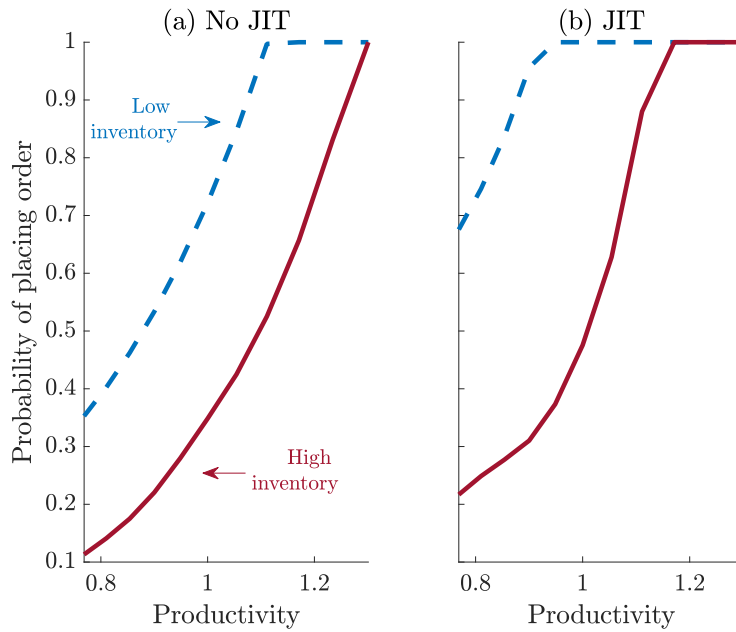 (a) No JIT
(b) JIT
Probability of placing order
1
0.9
0.8
0.7
0.6
0.5
0.4
0.3
0.2
0.1
Low
inventory
High
inventory
0.8 1 1.2
0.8 1 1.2
Productivity
Productivity